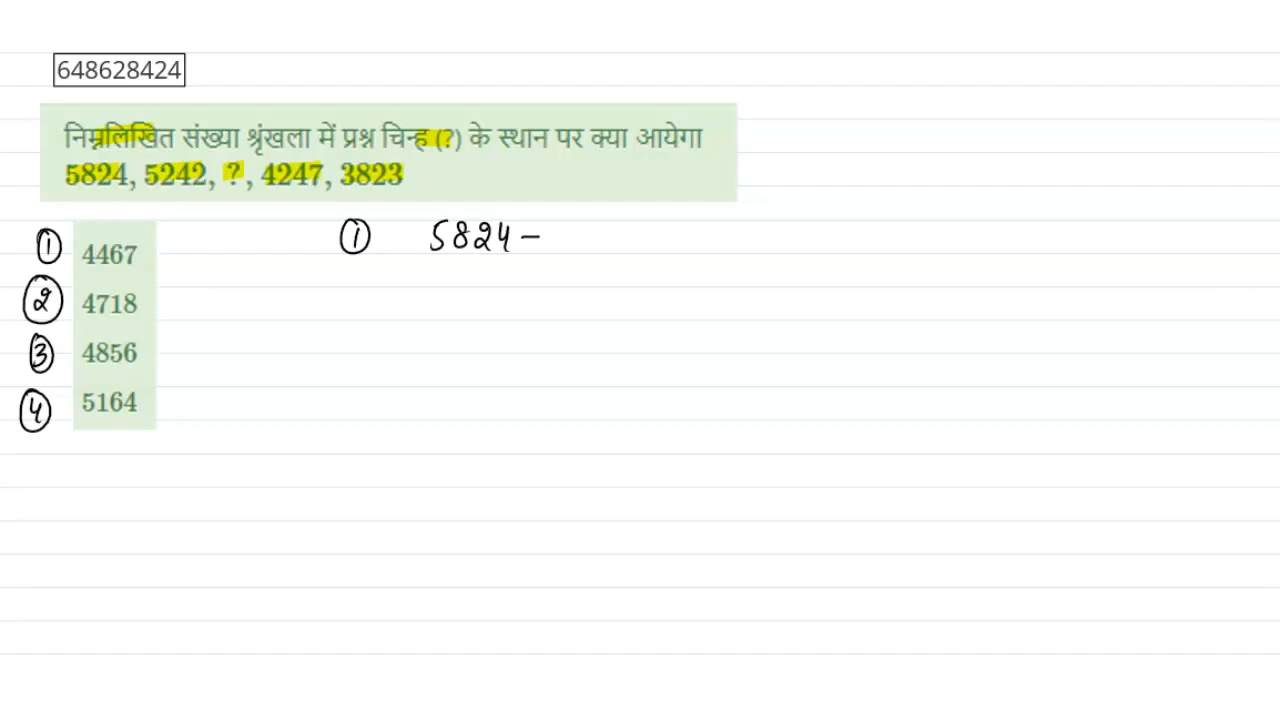 648628424
निम्नलिखित संख्या श्रृंखला में प्रश्न चिन्ह (?) के स्थान पर क्या आयेगा
5824, 5242, ?, 4247, 3823
① 4467
② 4718
③ 4856
④ 5164
① 5824 –